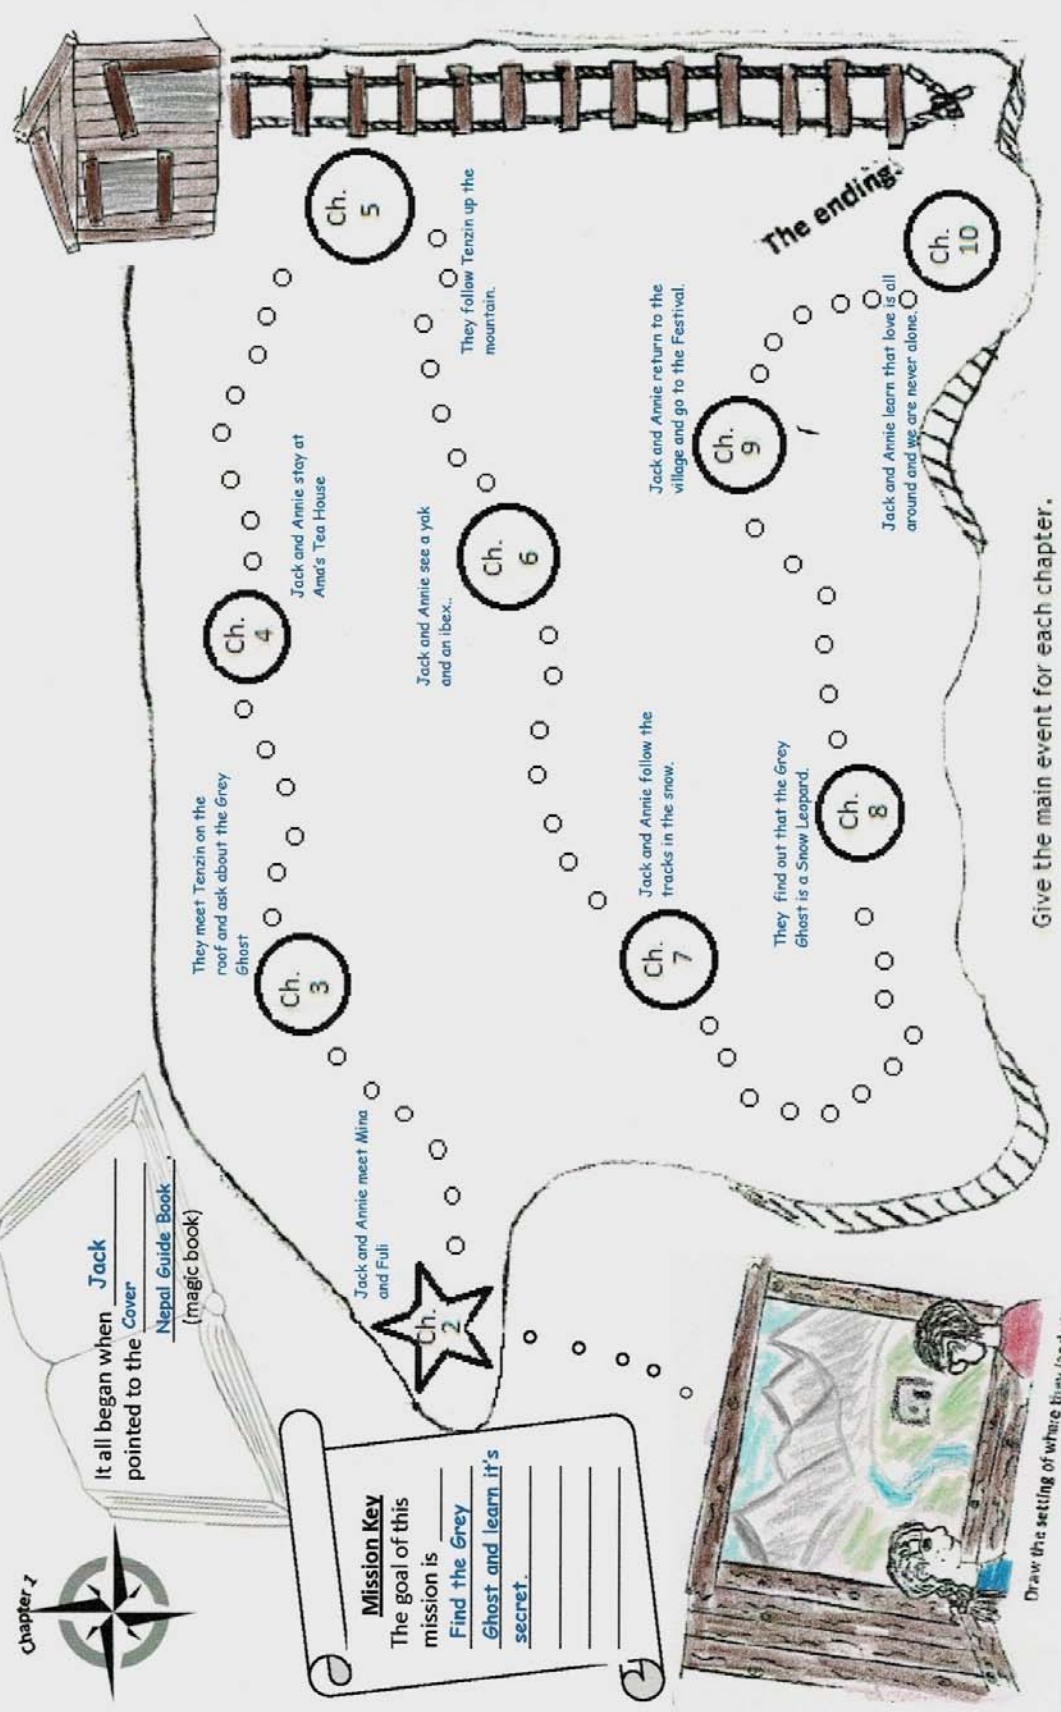 Chapter 1
It all began when Jack
pointed to the Cover
Nepal Guide Book
(magic book)
Mission Key
The goal of this
mission is
Find the Grey
Ghost and learn it's
secret.
Ch.
2
Jack and Annie meet Mina
and Fuli
Ch.
3
They meet Tenzin on the
roof and ask about the Grey
Ghost
Ch.
4
Jack and Annie stay at
Ama's Tea House
Ch.
5
They follow Tenzin up the
mountain.
Ch.
6
Jack and Annie see a yak
and an ibex..
Ch.
7
Jack and Annie follow the
tracks in the snow.
Ch.
8
They find out that the Grey
Ghost is a Snow Leopard.
Ch.
9
Jack and Annie return to the
village and go to the Festival.
Ch.
10
Jack and Annie learn that love is all
around and we are never alone.
The ending.
Give the main event for each chapter.
Draw the setting of where they